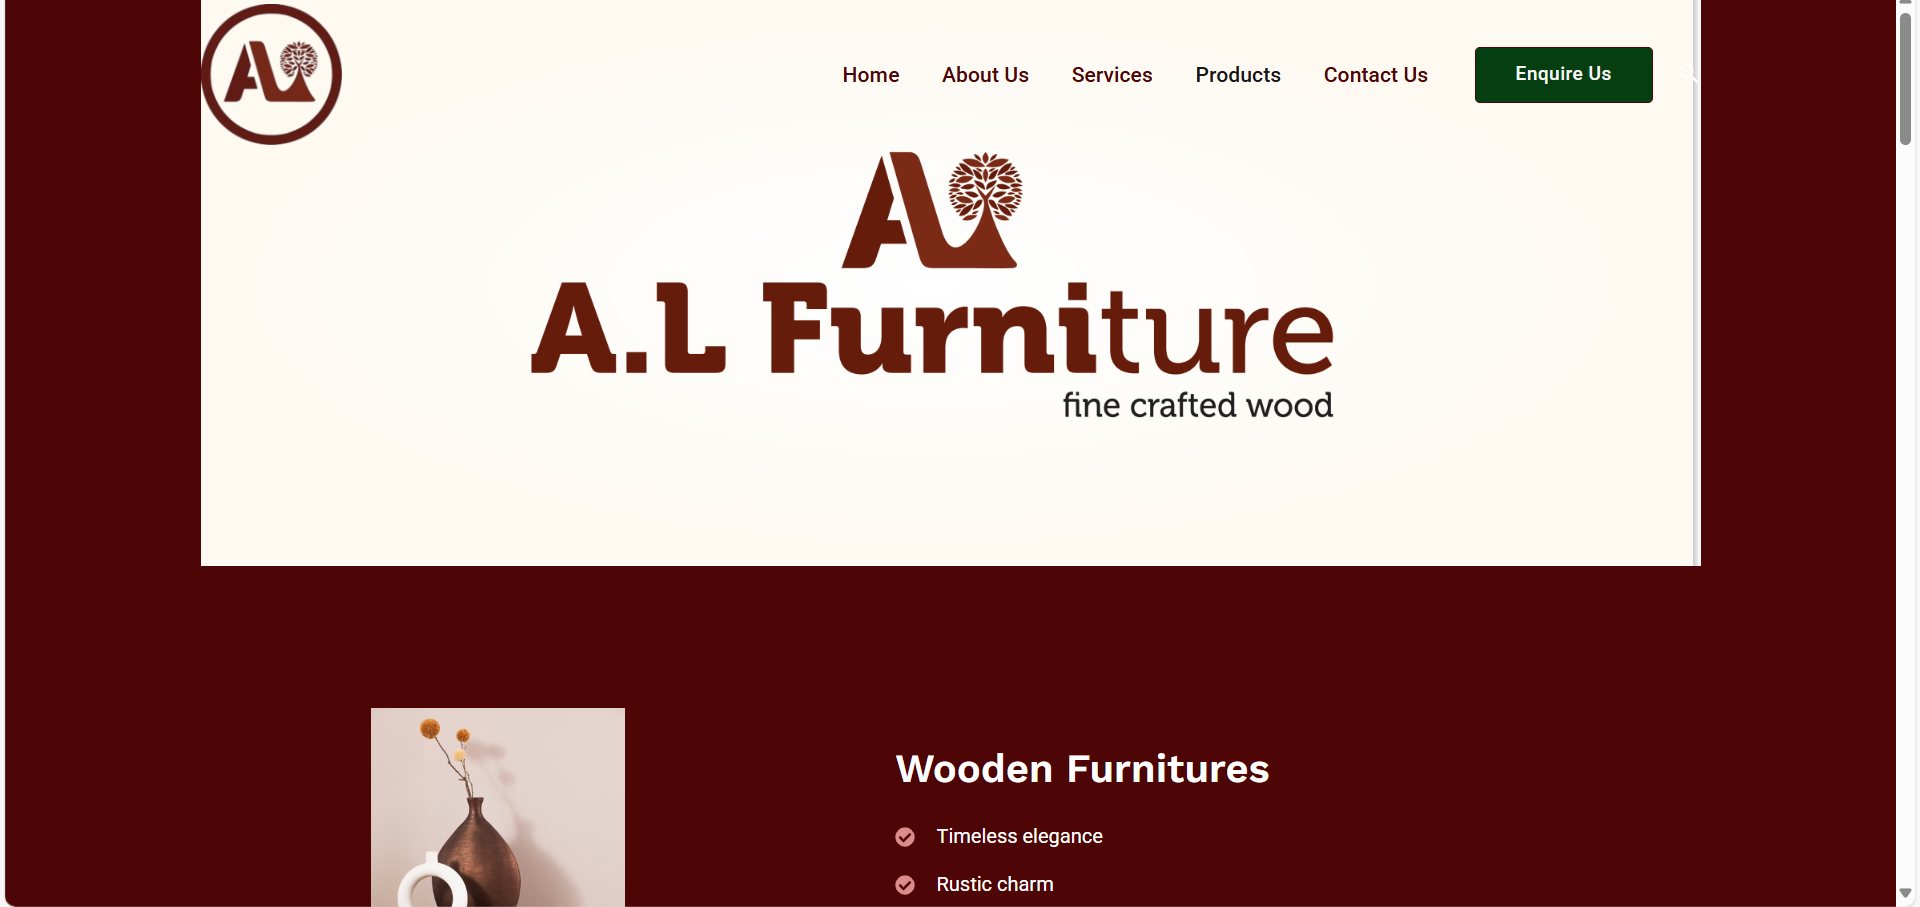 Home About Us Services Products Contact Us Enquire Us
A.L Furniture
fine crafted wood
Wooden Furnitures
Timeless elegance
Rustic charm